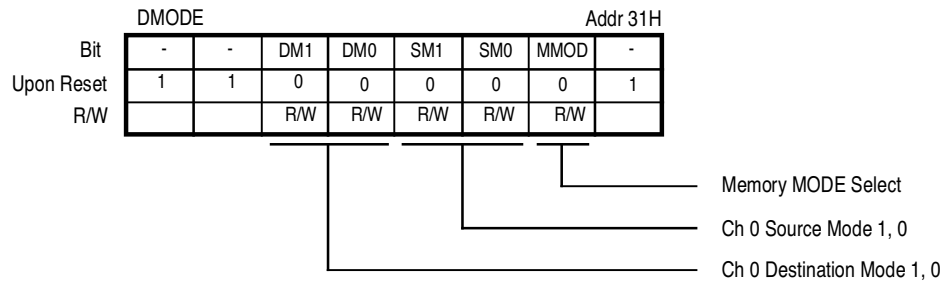 DMODE Addr 31H
Bit - - DM1 DM0 SM1 SM0 MMOD -
Upon Reset 1 1 0 0 0 0 0 1
R/W R/W R/W R/W R/W R/W
Memory MODE Select
Ch 0 Source Mode 1, 0
Ch 0 Destination Mode 1, 0